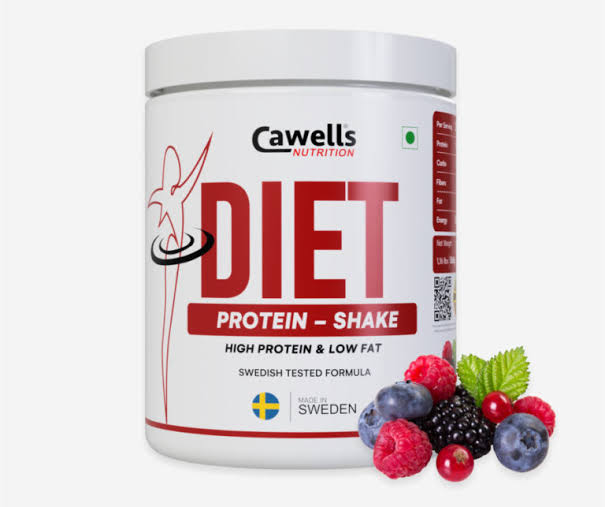 Cawells®
NUTRITION
DIET
PROTEIN – SHAKE
HIGH PROTEIN & LOW FAT
SWEDISH TESTED FORMULA
MADE IN
SWEDEN
Per Serving
Protein
Carbs
Fibers
Fat
Energy
Net Weight